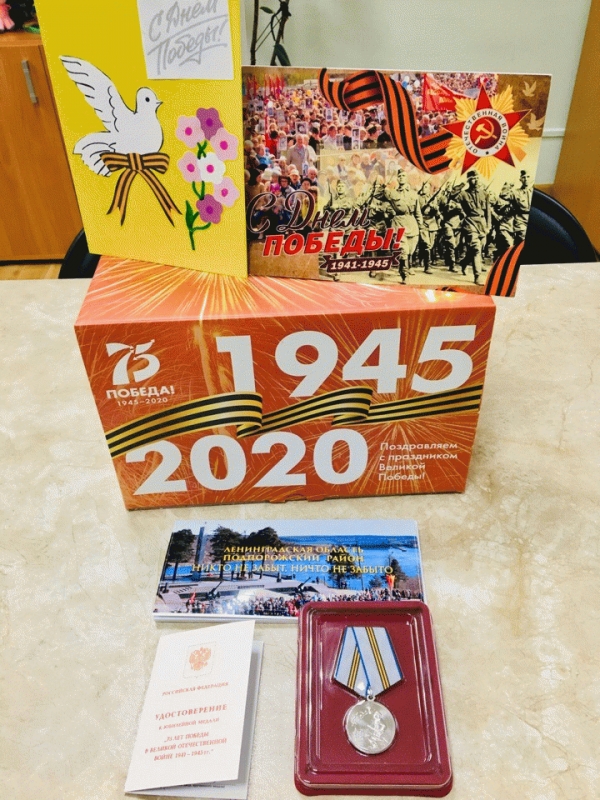 С Днем
Победы!
ОТЕЧЕСТВЕННАЯ ВОЙНА
С Днем
ПОБЕДЫ!
1941-1945
75
ПОБЕДА!
1945–2020
1945
2020
Поздравляем
с праздником
Великой
Победы!
ЛЕНИНГРАДСКАЯ ОБЛАСТЬ
ПОДПОРОЖСКИЙ РАЙОН
НИКТО НЕ ЗАБЫТ, НИЧТО НЕ ЗАБЫТО
РОССИЙСКАЯ ФЕДЕРАЦИЯ
УДОСТОВЕРЕНИЕ
К ЮБИЛЕЙНОЙ МЕДАЛИ
„75 ЛЕТ ПОБЕДЫ
В ВЕЛИКОЙ ОТЕЧЕСТВЕННОЙ
ВОЙНЕ 1941–1945 гг.“